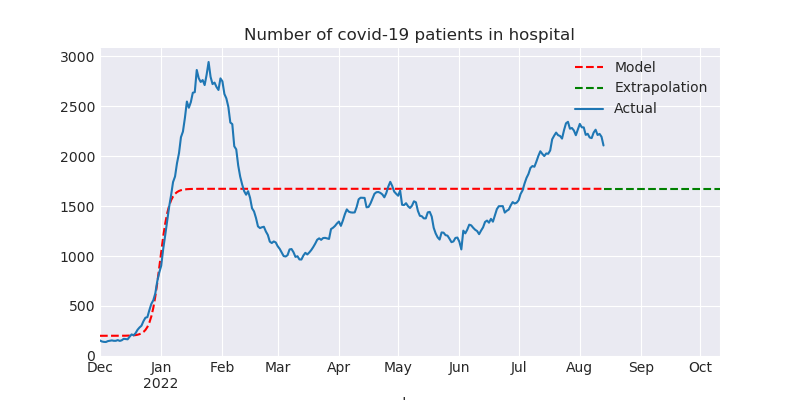 Number of covid-19 patients in hospital
3000
2500
2000
1500
1000
500
0
Model
Extrapolation
Actual
Dec Jan Feb Mar Apr May Jun Jul Aug Sep Oct
2022